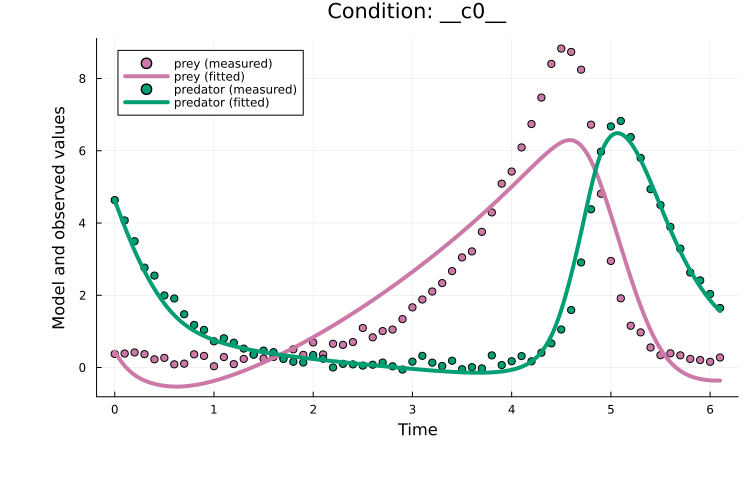 Condition: __c0__
prey (measured)
prey (fitted)
predator (measured)
predator (fitted)
Model and observed values
8
6
4
2
0
0 1 2 3 4 5 6
Time